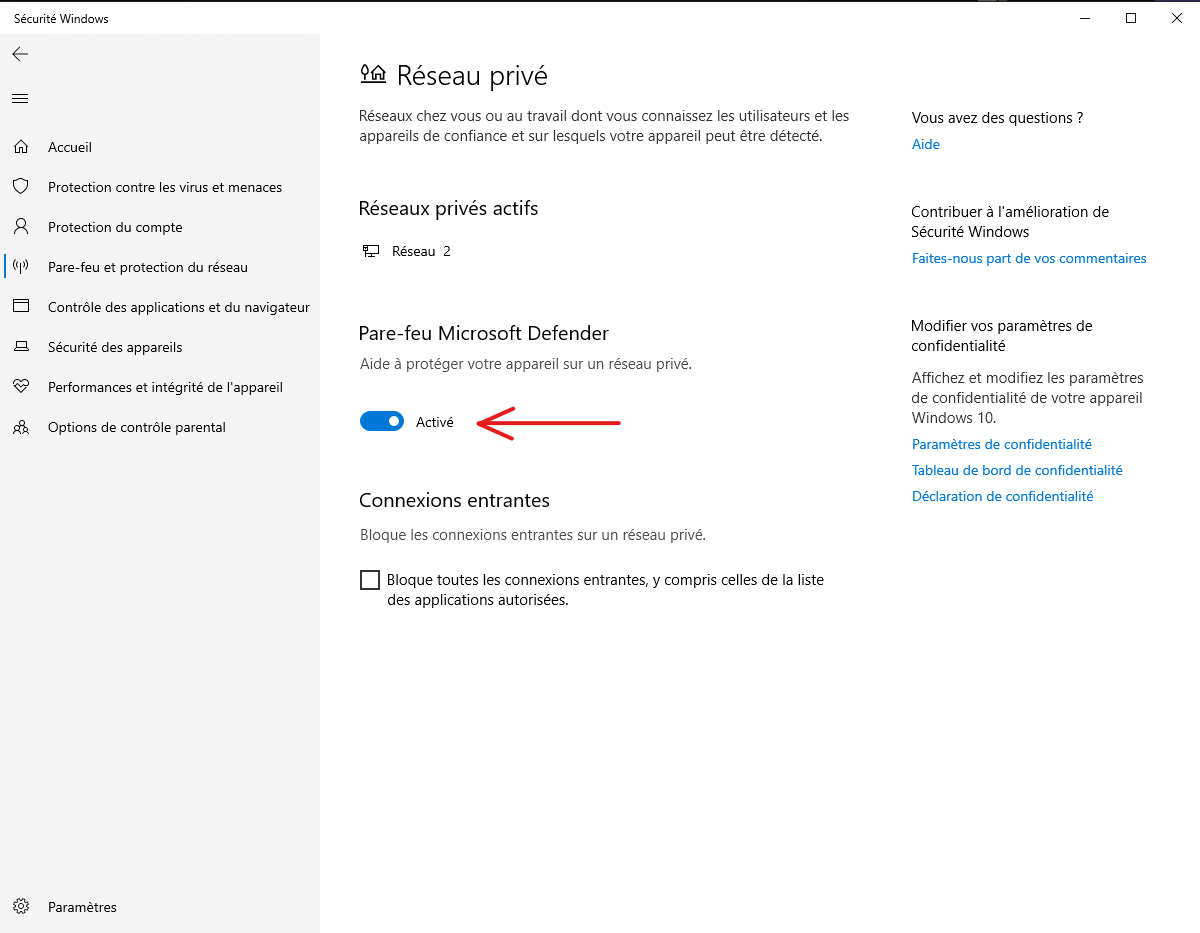 Sécurité Windows
Accueil
Protection contre les virus et menaces
Protection du compte
Pare-feu et protection du réseau
Contrôle des applications et du navigateur
Sécurité des appareils
Performances et intégrité de l'appareil
Options de contrôle parental
Paramètres
Réseau privé
Réseaux chez vous ou au travail dont vous connaissez les utilisateurs et les
appareils de confiance et sur lesquels votre appareil peut être détecté.
Réseaux privés actifs
Réseau 2
Pare-feu Microsoft Defender
Aide à protéger votre appareil sur un réseau privé.
Activé
Connexions entrantes
Bloque les connexions entrantes sur un réseau privé.
Bloque toutes les connexions entrantes, y compris celles de la liste
des applications autorisées.
Vous avez des questions ?
Aide
Contribuer à l'amélioration de
Sécurité Windows
Faites-nous part de vos commentaires
Modifier vos paramètres de
confidentialité
Affichez et modifiez les paramètres
de confidentialité de votre appareil
Windows 10.
Paramètres de confidentialité
Tableau de bord de confidentialité
Déclaration de confidentialité